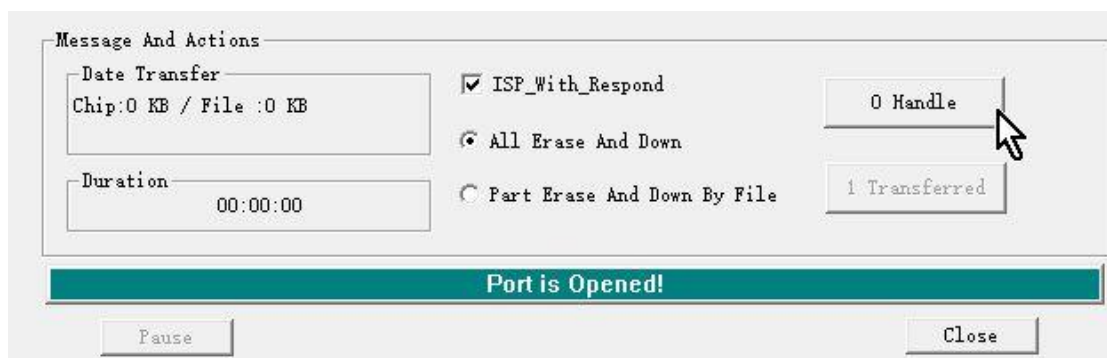 Message And Actions
Date Transfer
Chip:0 KB / File :0 KB
Duration
00:00:00
ISP_With_Respond
All Erase And Down
Part Erase And Down By File
0 Handle
1 Transferred
Port is Opened!
Pause
Close